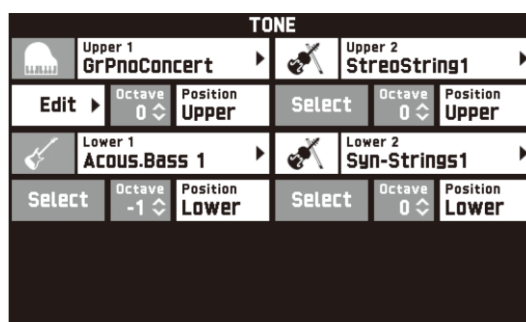 TONE
Upper 1
GrPnoConcert
Upper 2
StreoString1
Edit
Octave
0
Position
Upper
Select
Octave
0
Position
Upper
Lower 1
Acous.Bass 1
Lower 2
Syn-Strings1
Select
Octave
-1
Position
Lower
Select
Octave
0
Position
Lower